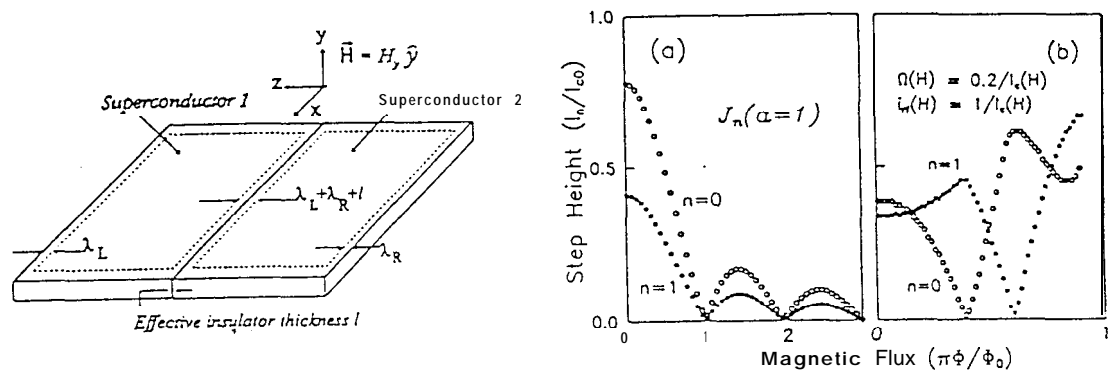 y
H⃗ = H_y ŷ
z
x
Superconductor 1
Superconductor 2
λ_L+λ_R+l
λ_L
λ_R
Effective insulator thickness l
Step Height (I_n/I_c0)
1.0
0.5
0.0
(a)
J_n(α=1)
n=0
n=1
0
1
2
(b)
Ω(H) = 0.2/I_c(H)
i_rf(H) = 1/I_c(H)
n=1
n=0
0
1
Magnetic Flux (πΦ/Φ_0)